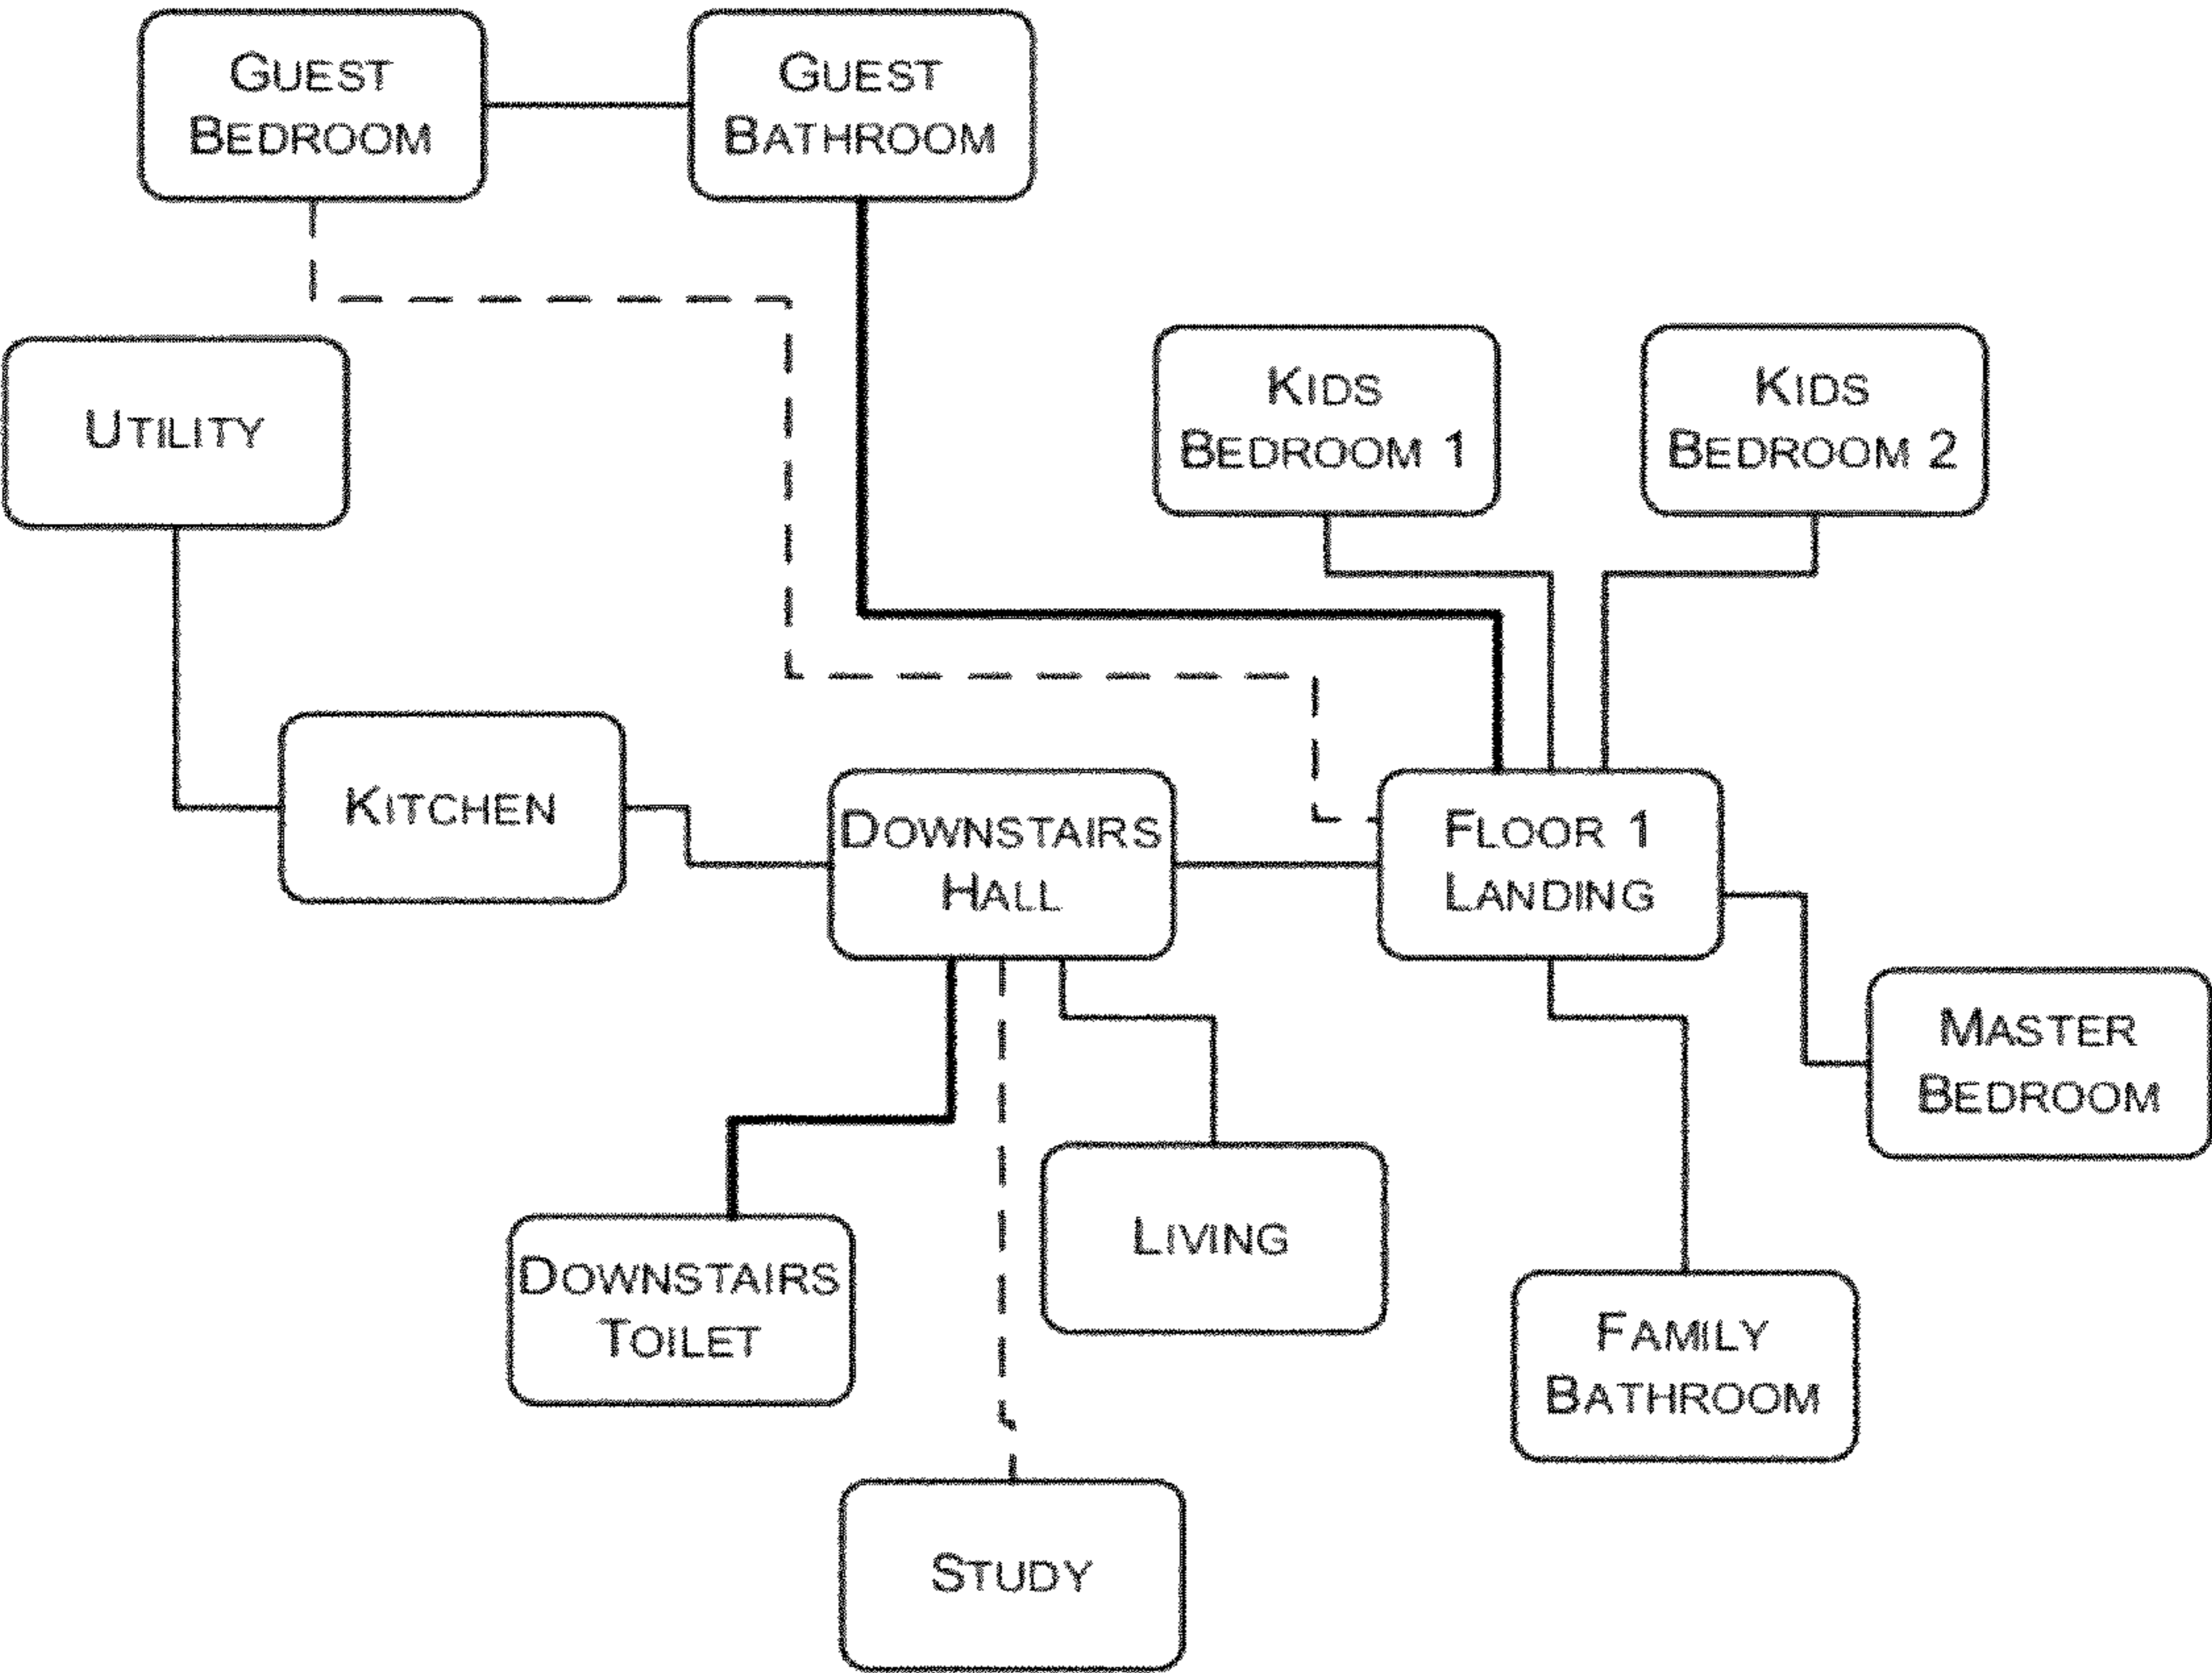 GUEST
BEDROOM
GUEST
BATHROOM
UTILITY
KIDS
BEDROOM 1
KIDS
BEDROOM 2
KITCHEN
DOWNSTAIRS
HALL
FLOOR 1
LANDING
MASTER
BEDROOM
DOWNSTAIRS
TOILET
LIVING
FAMILY
BATHROOM
STUDY